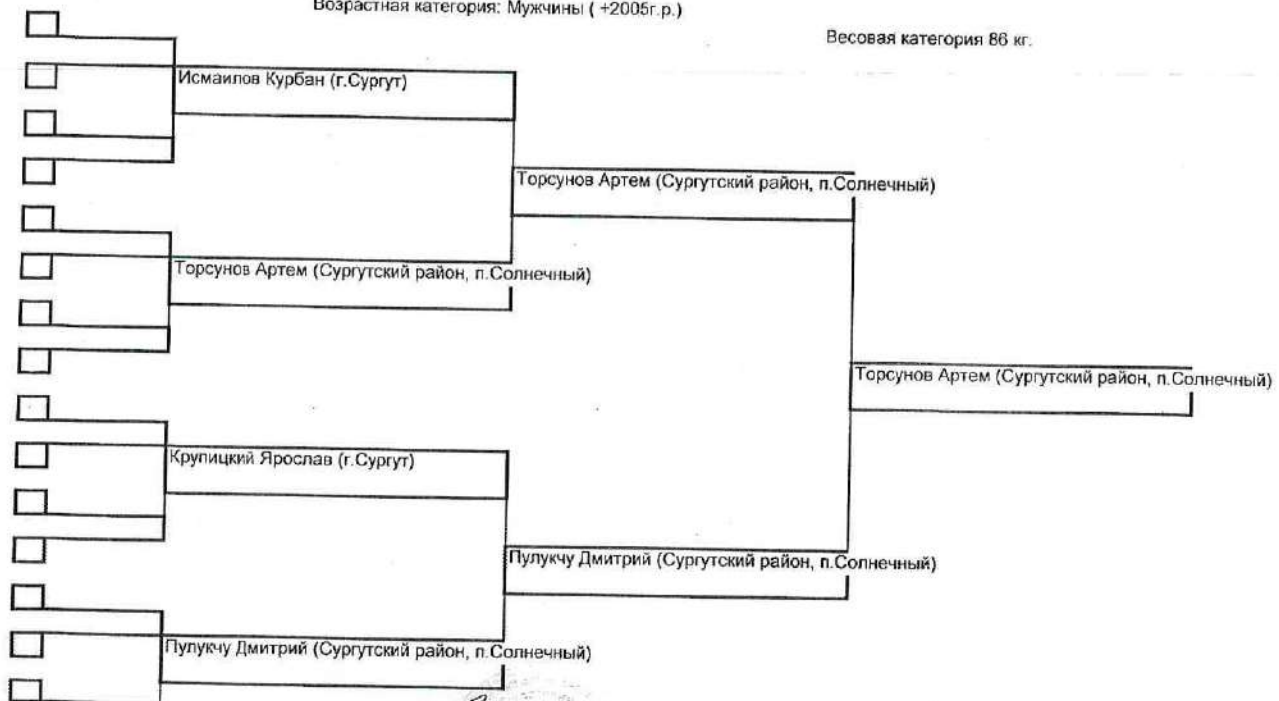 Возрастная категория: Мужчины ( +2005г.р.)
Весовая категория 86 кг.
Исмаилов Курбан (г.Сургут)
Торсунов Артем (Сургутский район, п.Солнечный)
Торсунов Артем (Сургутский район, п.Солнечный)
Торсунов Артем (Сургутский район, п.Солнечный)
Крупицкий Ярослав (г.Сургут)
Пулукчу Дмитрий (Сургутский район, п.Солнечный)
Пулукчу Дмитрий (Сургутский район, п.Солнечный)